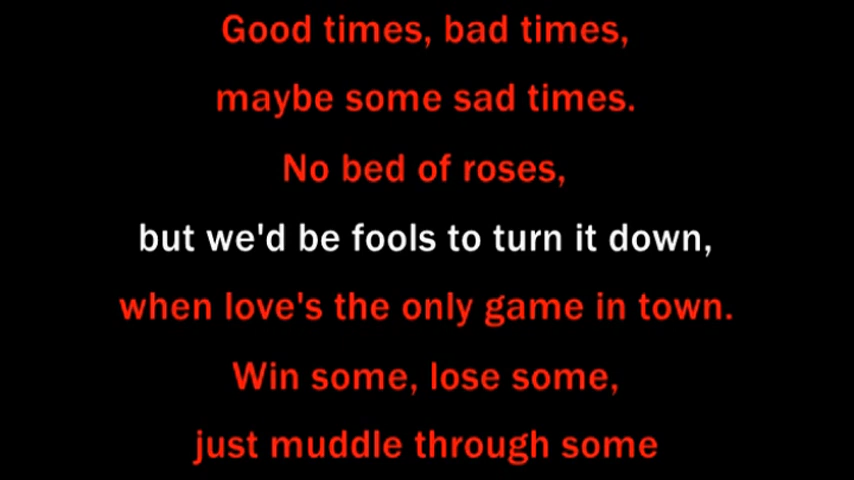 Good times, bad times,
maybe some sad times.
No bed of roses,
but we'd be fools to turn it down,
when love's the only game in town.
Win some, lose some,
just muddle through some